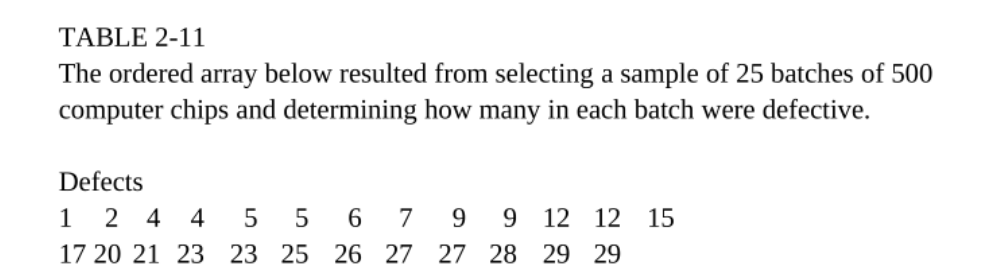 TABLE 2-11
The ordered array below resulted from selecting a sample of 25 batches of 500
computer chips and determining how many in each batch were defective.
Defects
1 2 4 4 5 5 6 7 9 9 12 12 15
17 20 21 23 23 25 26 27 27 28 29 29